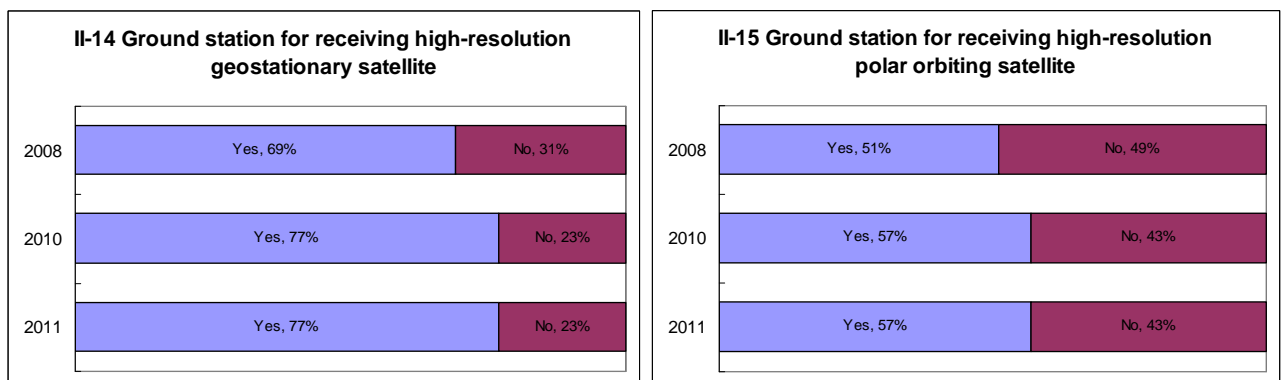 II-14 Ground station for receiving high-resolution
geostationary satellite
2008
Yes, 69%
No, 31%
2010
Yes, 77%
No, 23%
2011
Yes, 77%
No, 23%
II-15 Ground station for receiving high-resolution
polar orbiting satellite
2008
Yes, 51%
No, 49%
2010
Yes, 57%
No, 43%
2011
Yes, 57%
No, 43%